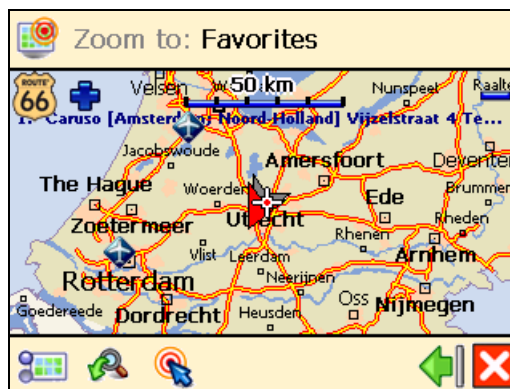 Zoom to: Favorites
ROUTE 66
50 km
Velsen
Nunspeet
Raalte
1. Caruso [Amsterdam, Noord-Holland] Vijzelstraat 4 Te...
Jacobswoude
Amersfoort
Deventer
The Hague
Woerden
Ede
Brummen
Zoetermeer
Utrecht
Rhenen
Rheden
Vlist
Leerdam
Arnhem
Rotterdam
Neerijnen
Goedereede
Dordrecht
Heusden
Oss
Nijmegen